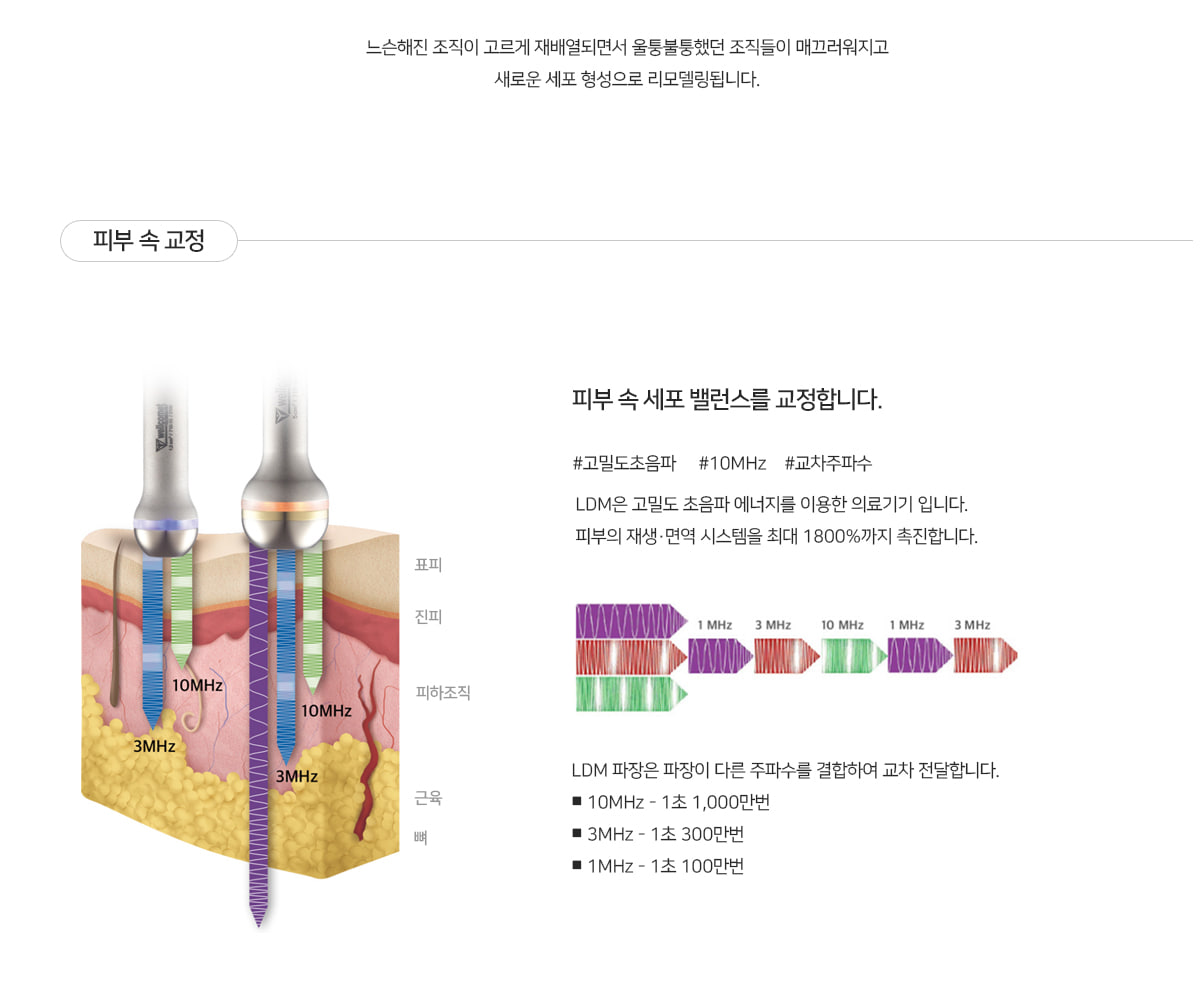 느슨해진 조직이 고르게 재배열되면서 울퉁불퉁했던 조직들이 매끄러워지고
새로운 세포 형성으로 리모델링됩니다.
피부 속 교정
wellcomet
wellcomet
표피
진피
피하조직
근육
뼈
10MHz
3MHz
10MHz
3MHz
피부 속 세포 밸런스를 교정합니다.
#고밀도초음파 #10MHz #교차주파수
LDM은 고밀도 초음파 에너지를 이용한 의료기기 입니다.
피부의 재생·면역 시스템을 최대 1800%까지 촉진합니다.
1 MHz 3 MHz 10 MHz 1 MHz 3 MHz
LDM 파장은 파장이 다른 주파수를 결합하여 교차 전달합니다.
■ 10MHz - 1초 1,000만번
■ 3MHz - 1초 300만번
■ 1MHz - 1초 100만번